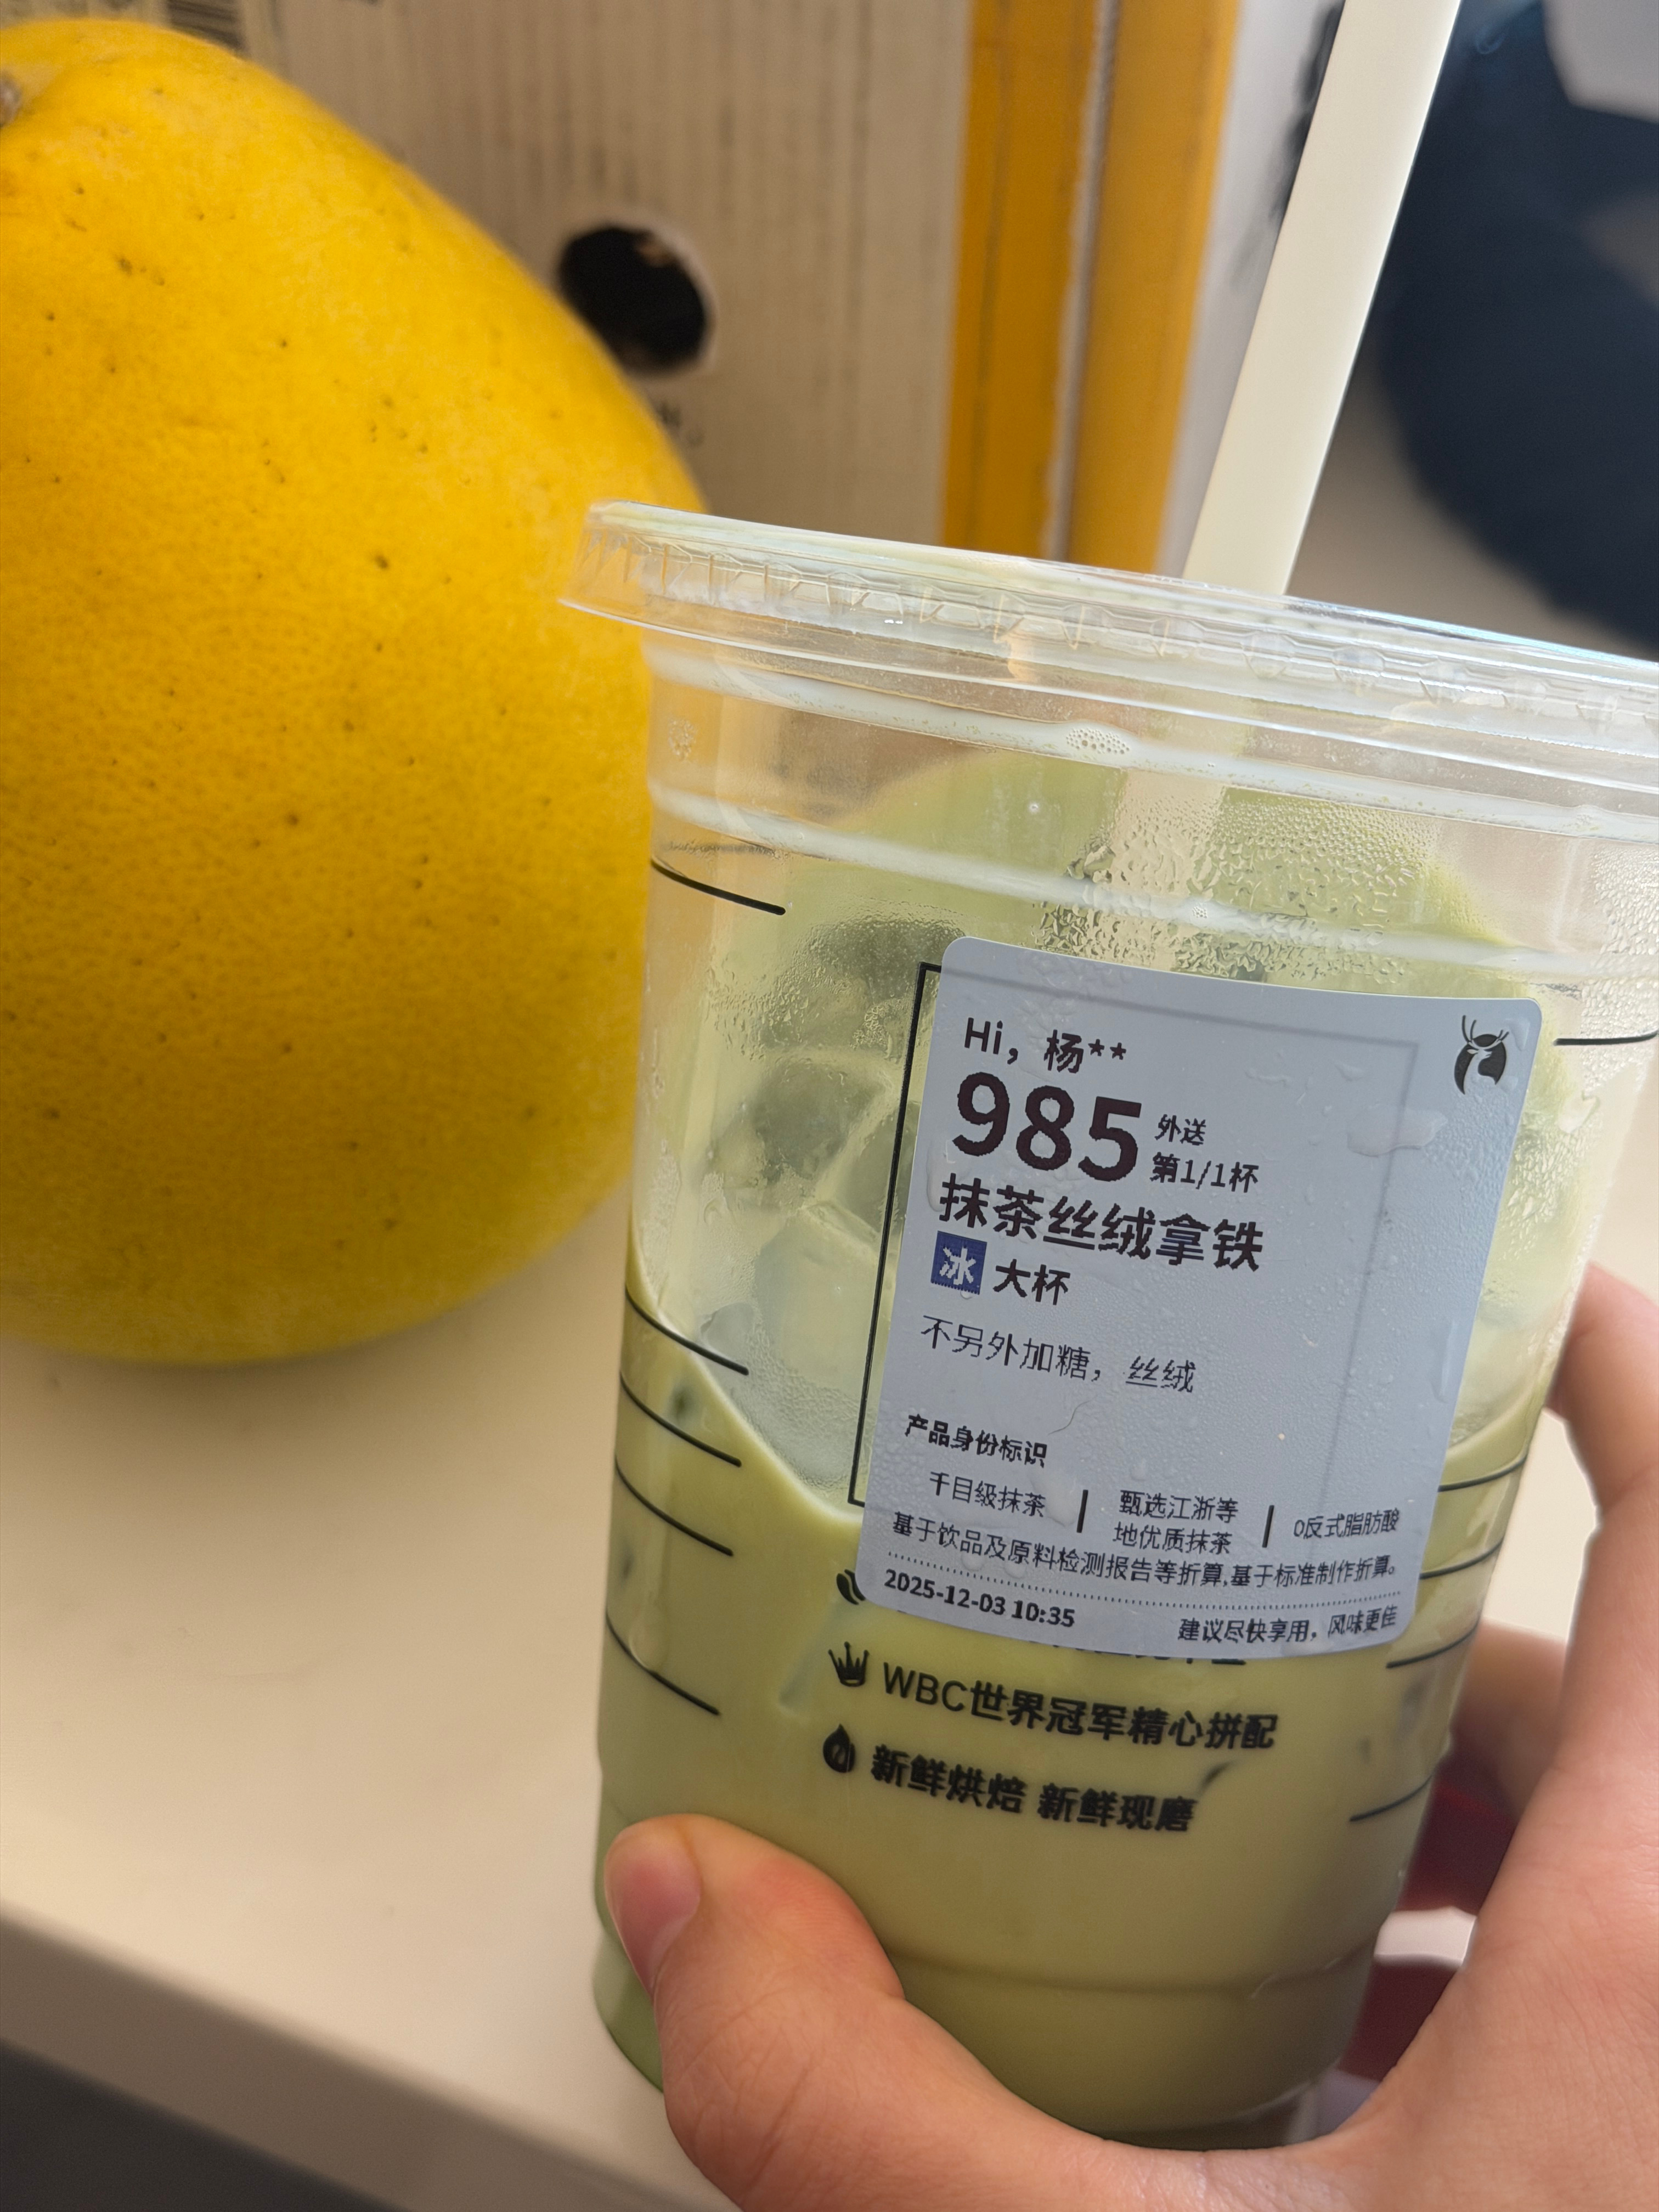 Hi，杨**
985 外送
第1/1杯
抹茶丝绒拿铁
冰 大杯
不另外加糖，丝绒
产品身份标识
千目级抹茶 | 甄选江浙等地优质抹茶 | 0反式脂肪酸
基于饮品及原料检测报告等折算,基于标准制作折算。
2025-12-03 10:35 建议尽快享用，风味更佳
WBC世界冠军精心拼配
新鲜烘焙 新鲜现磨